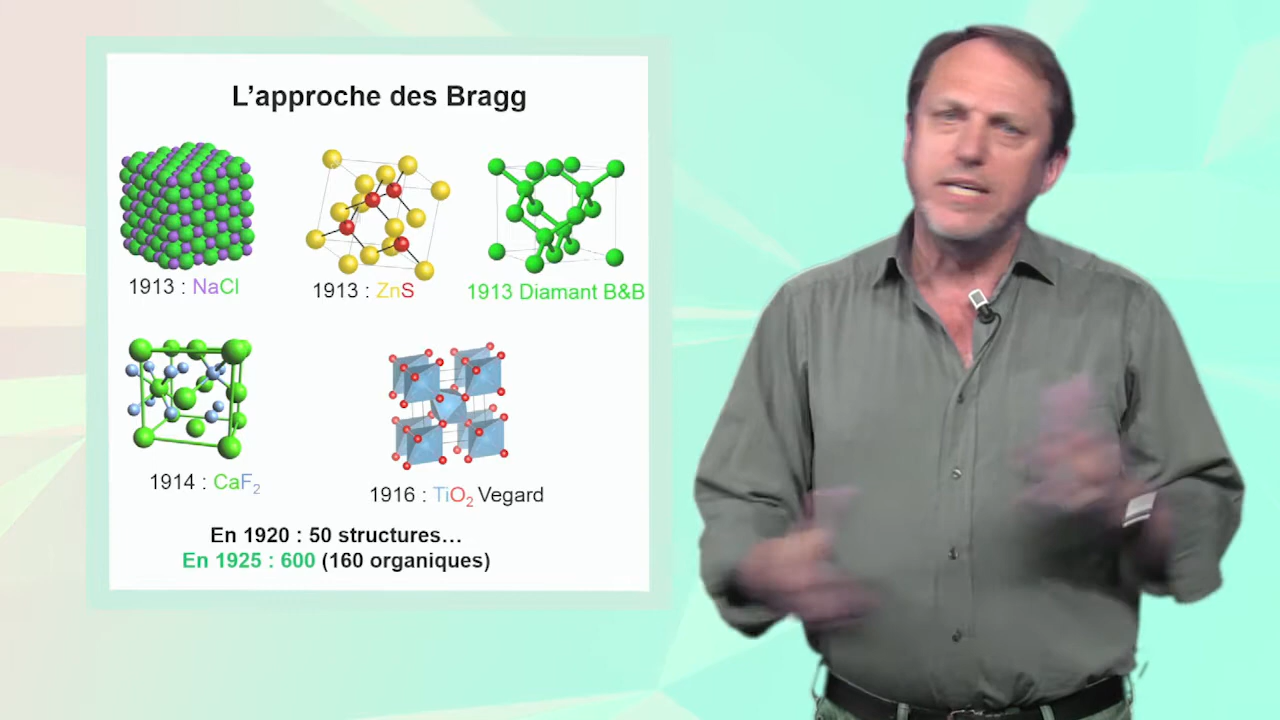 L’approche des Bragg
1913 : NaCl
1913 : ZnS
1913 Diamant B&B
1914 : CaF₂
1916 : TiO₂ Vegard
En 1920 : 50 structures…
En 1925 : 600 (160 organiques)